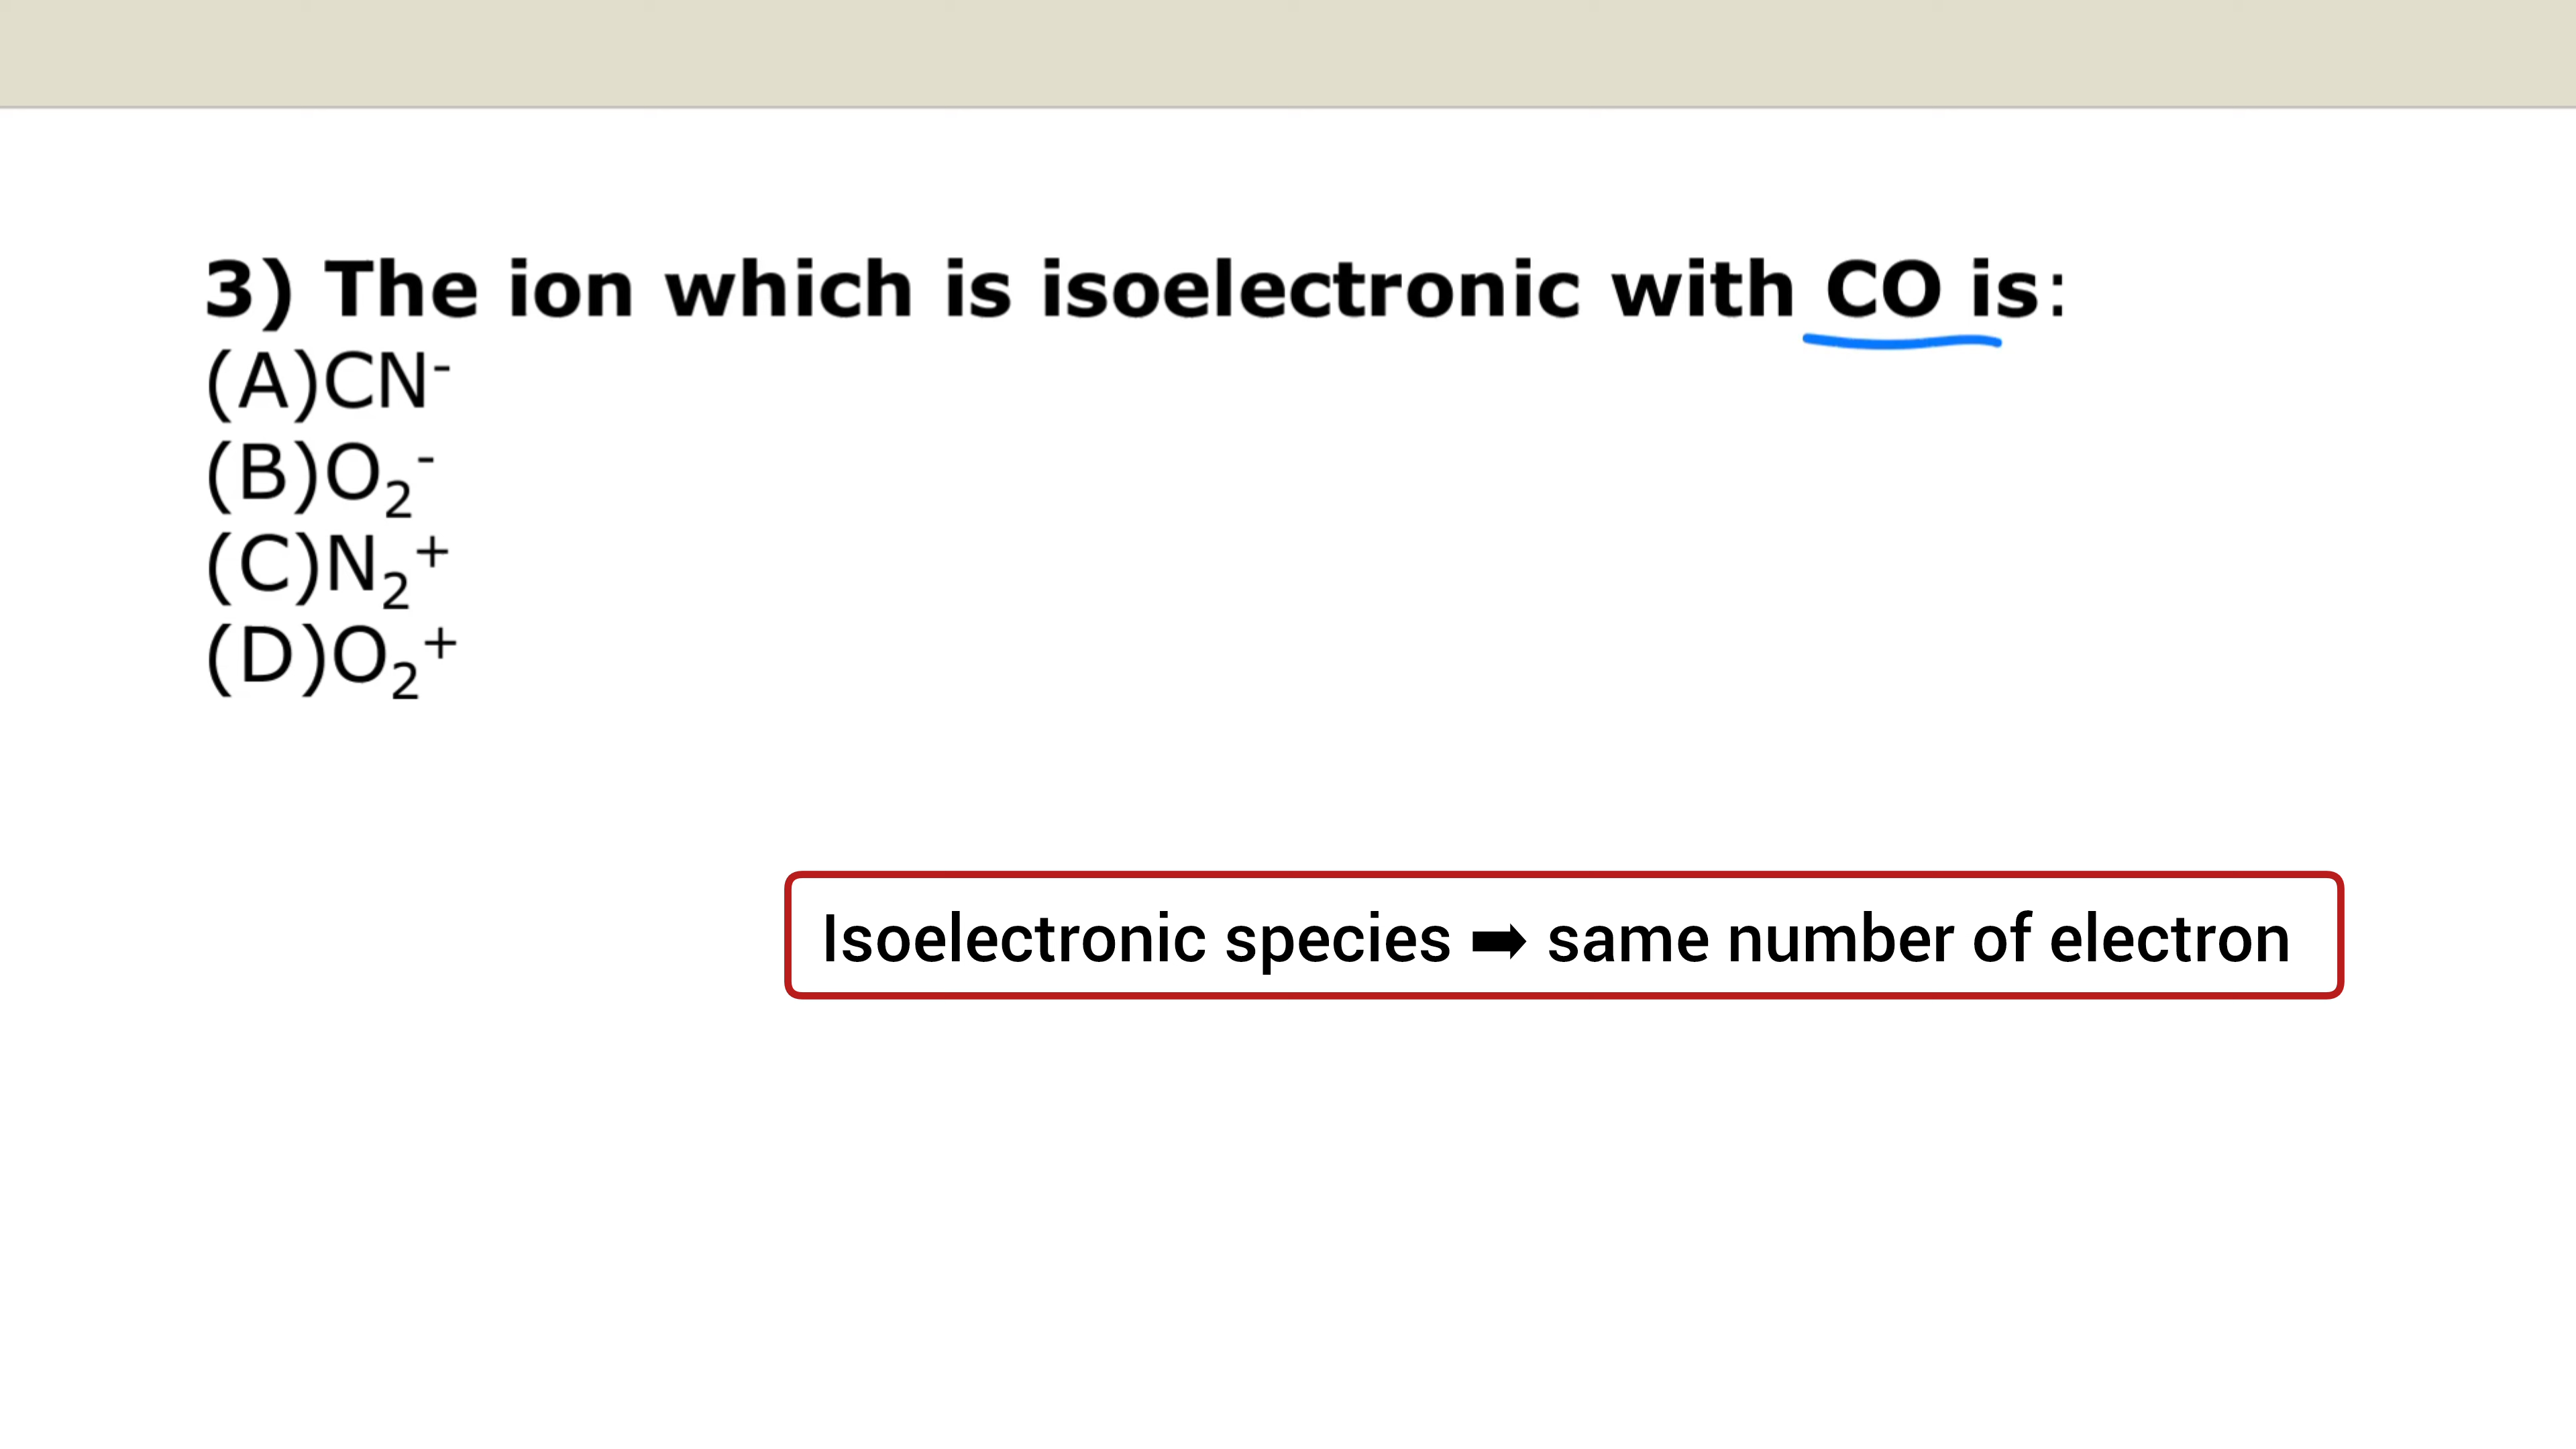 3) The ion which is isoelectronic with CO is:
(A)CN⁻
(B)O₂⁻
(C)N₂⁺
(D)O₂⁺
Isoelectronic species ➡ same number of electron